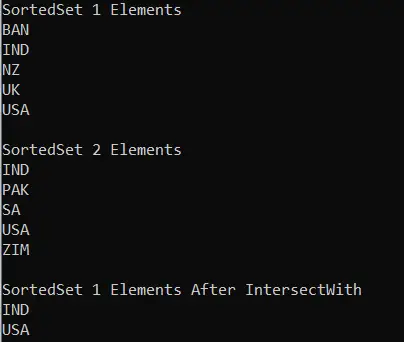 SortedSet 1 Elements
BAN
IND
NZ
UK
USA
SortedSet 2 Elements
IND
PAK
SA
USA
ZIM
SortedSet 1 Elements After IntersectWith
IND
USA